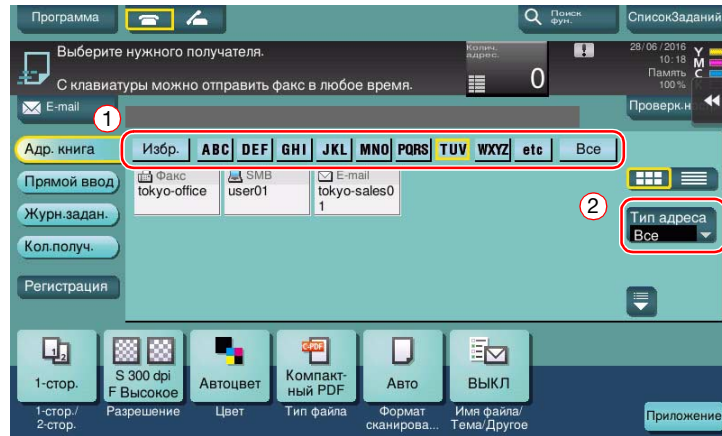 Программа
Поиск
фун.
СписокЗаданий
Выберите нужного получателя.
С клавиатуры можно отправить факс в любое время.
Колич.
адрес.
0
28/06/2016
10:18
Память
100%
Y
M
C
K
E-mail
Проверк.н
1
Адр. книга
Избр.
ABC
DEF
GHI
JKL
MNO
PQRS
TUV
WXYZ
etc
Все
Прямой ввод
Журн.задан.
Кол.получ.
Регистрация
Факс
tokyo-office
SMB
user01
E-mail
tokyo-sales0
1
2
Тип адреса
Все
1-стор.
S 300 dpi
F Высокое
Автоцвет
C-PDF
Компакт-
ный PDF
Авто
ВЫКЛ
1-стор./
2-стор.
Разрешение
Цвет
Тип файла
Формат
сканирова...
Имя файла/
Тема/Другое
Приложение